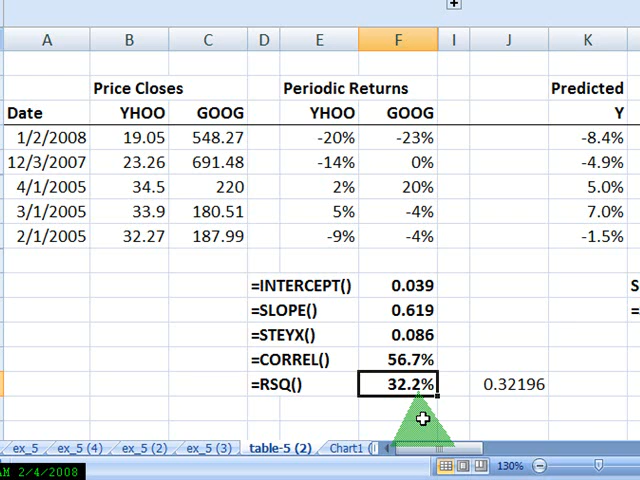 A B C D E F I J K
Price Closes Periodic Returns Predicted
Date YHOO GOOG YHOO GOOG Y
1/2/2008 19.05 548.27 -20% -23% -8.4%
12/3/2007 23.26 691.48 -14% 0% -4.9%
4/1/2005 34.5 220 2% 20% 5.0%
3/1/2005 33.9 180.51 5% -4% 7.0%
2/1/2005 32.27 187.99 -9% -4% -1.5%
=INTERCEPT() 0.039 S
=SLOPE() 0.619 =
=STEYX() 0.086
=CORREL() 56.7%
=RSQ() 32.2% 0.32196
ex_5 ex_5 (4) ex_5 (2) ex_5 (3) table-5 (2) Chart1
AM 2/4/2008 130%